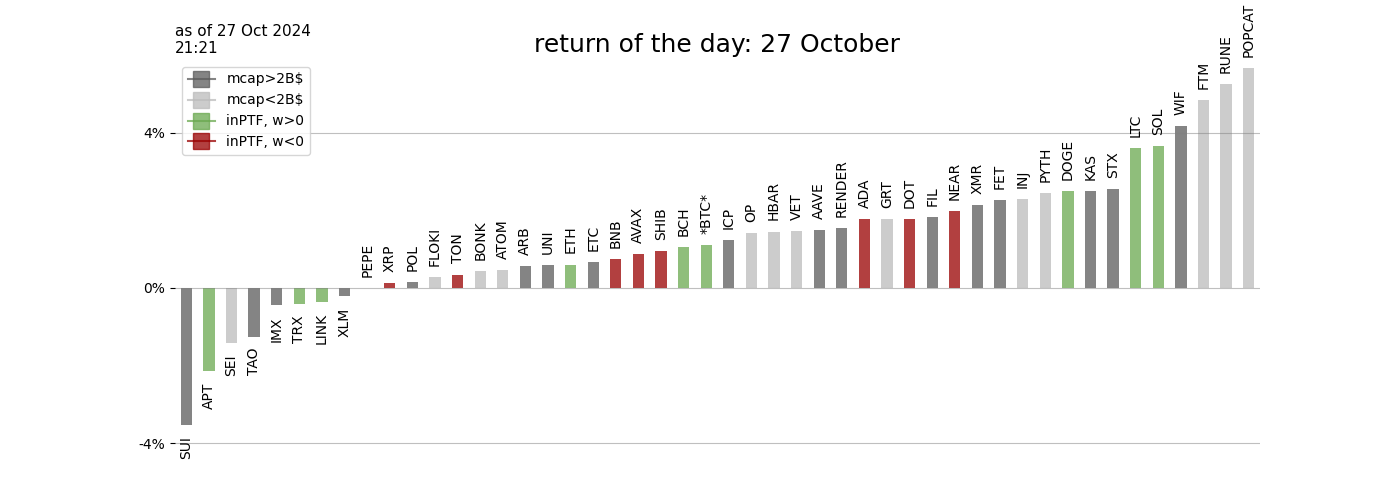 as of 27 Oct 2024
21:21
return of the day: 27 October
mcap>2B$
mcap<2B$
inPTF, w>0
inPTF, w<0
4%
0%
-4%
SUI
APT
SEI
TAO
IMX
TRX
LINK
XLM
PEPE
XRP
POL
FLOKI
TON
BONK
ATOM
ARB
UNI
ETH
ETC
BNB
AVAX
SHIB
BCH
*BTC*
ICP
OP
HBAR
VET
AAVE
RENDER
ADA
GRT
DOT
FIL
NEAR
XMR
FET
INJ
PYTH
DOGE
KAS
STX
LTC
SOL
WIF
FTM
RUNE
POPCAT